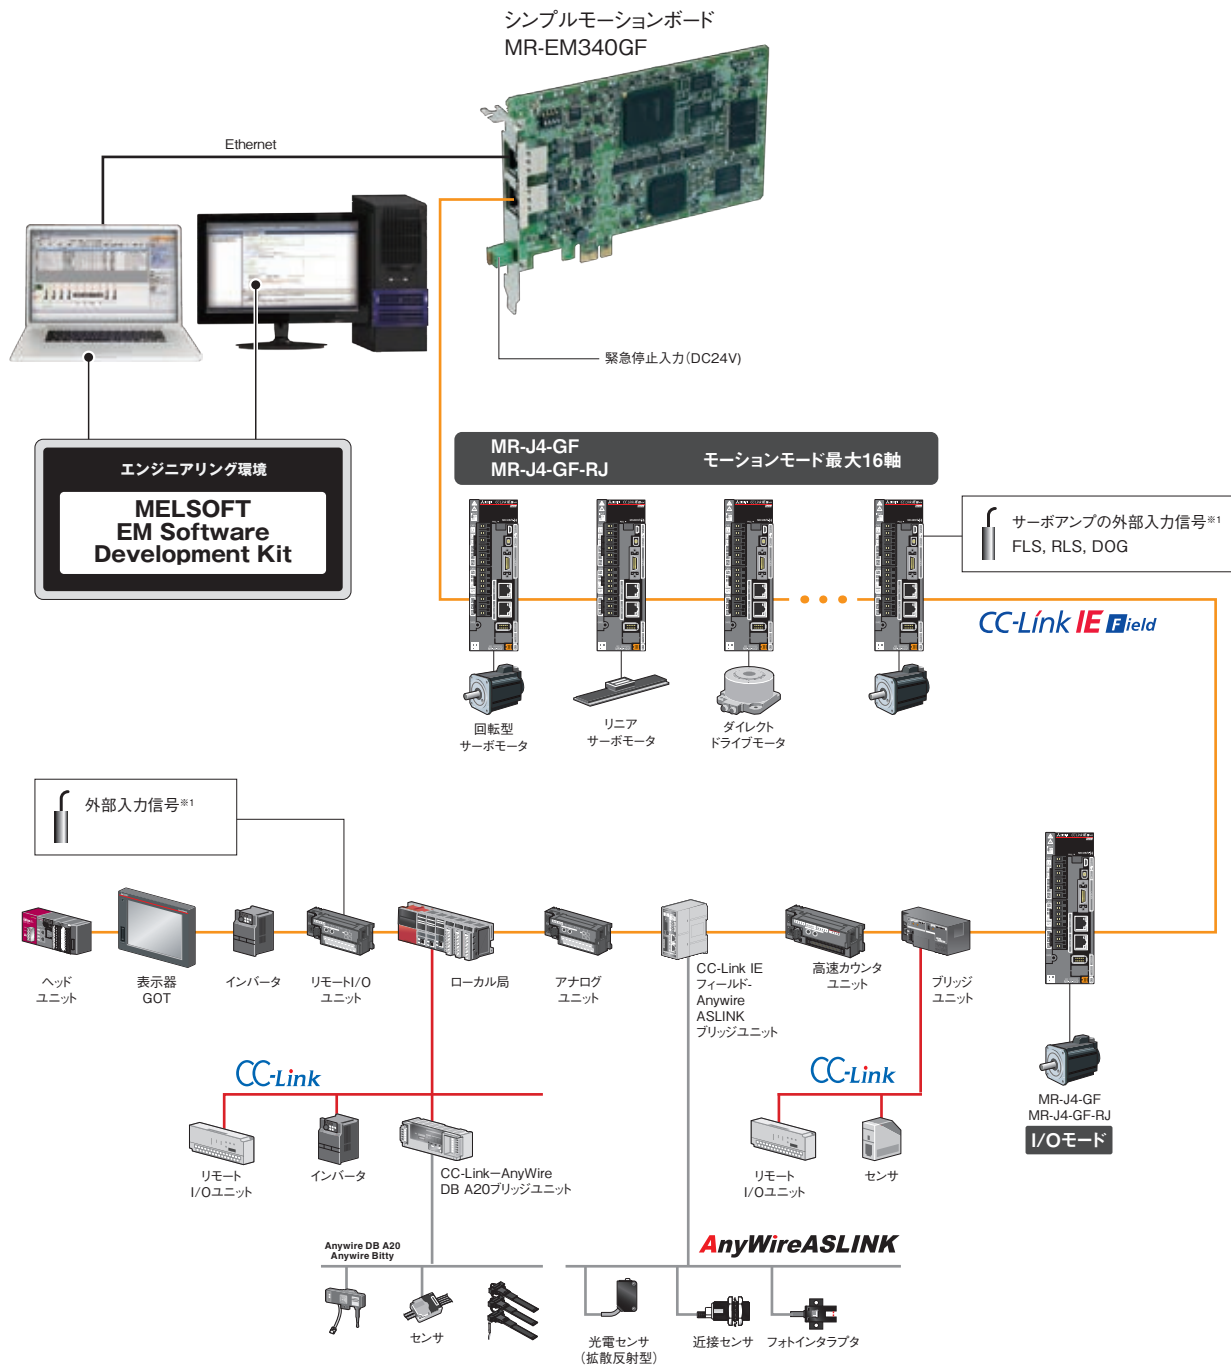 シンプルモーションボード
MR-EM340GF
Ethernet
緊急停止入力(DC24V)
エンジニアリング環境
MELSOFT
EM Software
Development Kit
MR-J4-GF
MR-J4-GF-RJ
モーションモード最大16軸
サーボアンプの外部入力信号※1
FLS, RLS, DOG
CC-Link IE Field
回転型
サーボモータ
リニア
サーボモータ
ダイレクト
ドライブモータ
外部入力信号※1
ヘッド
ユニット
表示器
GOT
インバータ
リモートI/O
ユニット
ローカル局
アナログ
ユニット
CC-Link IE
フィールド-
Anywire
ASLINK
ブリッジユニット
高速カウンタ
ユニット
ブリッジ
ユニット
MR-J4-GF
MR-J4-GF-RJ
I/Oモード
CC-Link
リモート
I/Oユニット
インバータ
CC-Link—AnyWire
DB A20ブリッジユニット
CC-Link
リモート
I/Oユニット
センサ
Anywire DB A20
Anywire Bitty
センサ
AnyWireASLINK
光電センサ
(拡散反射型)
近接センサ
フォトインタラプタ